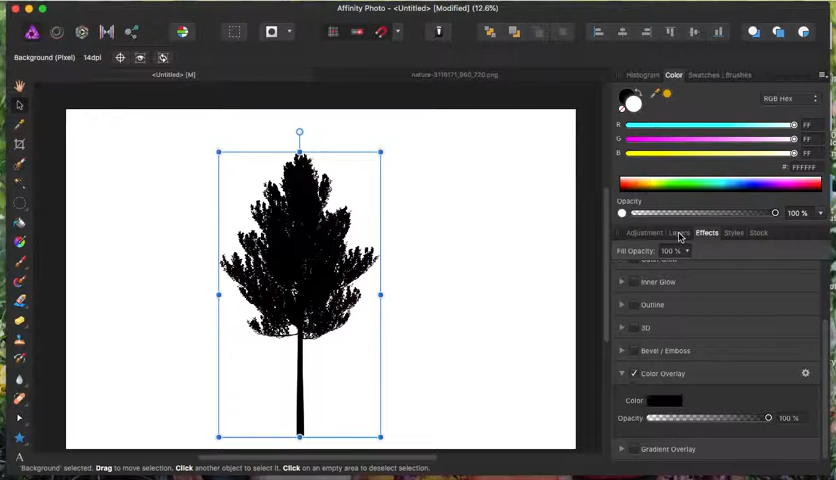 Affinity Photo - <Untitled> [Modified] (12.6%)
Background (Pixel) 14dpi
<Untitled> [M]
nature-3119171_960_720.png
Histogram Color Swatches Brushes
RGB Hex
R FF
G FF
B FF
#: FFFFFF
Opacity
100 %
Adjustment Layers Effects Styles Stock
Fill Opacity: 100 %
Inner Glow
Outline
3D
Bevel / Emboss
Color Overlay
Color
Opacity 100 %
Gradient Overlay
A
'Background' selected. Drag to move selection. Click another object to select it. Click on an empty area to deselect selection.